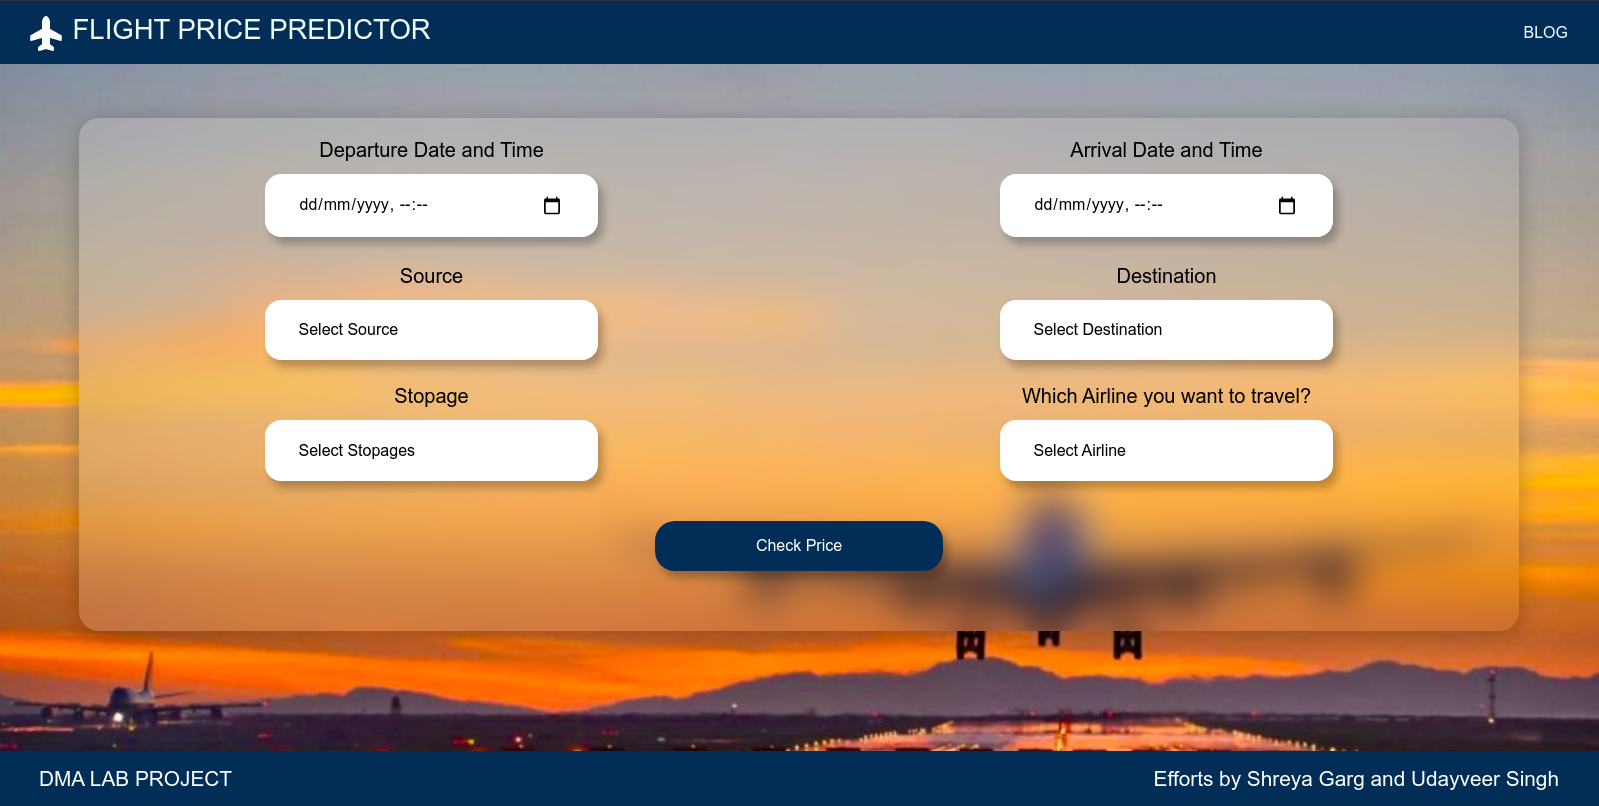 FLIGHT PRICE PREDICTOR
BLOG
Departure Date and Time
Arrival Date and Time
dd/mm/yyyy, --:--
dd/mm/yyyy, --:--
Source
Destination
Select Source
Select Destination
Stopage
Which Airline you want to travel?
Select Stopages
Select Airline
Check Price
DMA LAB PROJECT
Efforts by Shreya Garg and Udayveer Singh